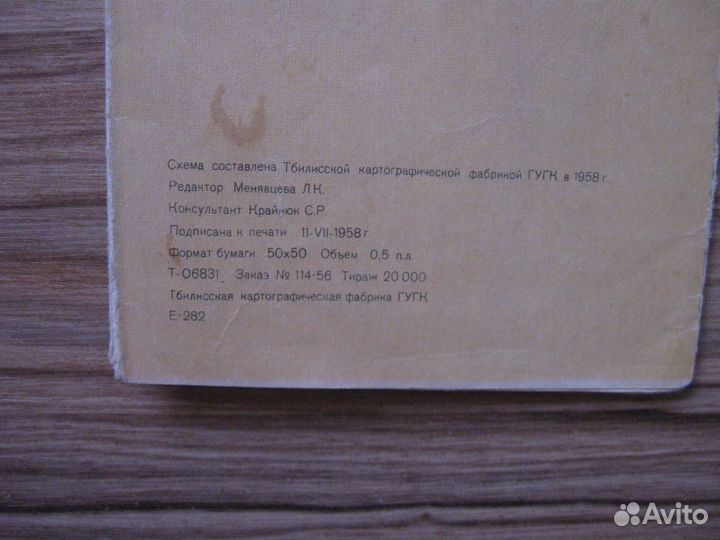 Схема составлена Тбилисской картографической фабрикой ГУГК в 1958 г.
Редактор Менявцева Л.К.
Консультант Крайнюк С.Р.
Подписана к печати 11-VII-1958 г.
Формат бумаги 50х50 Объем 0,5 п.л.
Т-06831 Заказ № 114-56 Тираж 20 000
Тбилисская картографическая фабрика ГУГК
Е-282
Avito